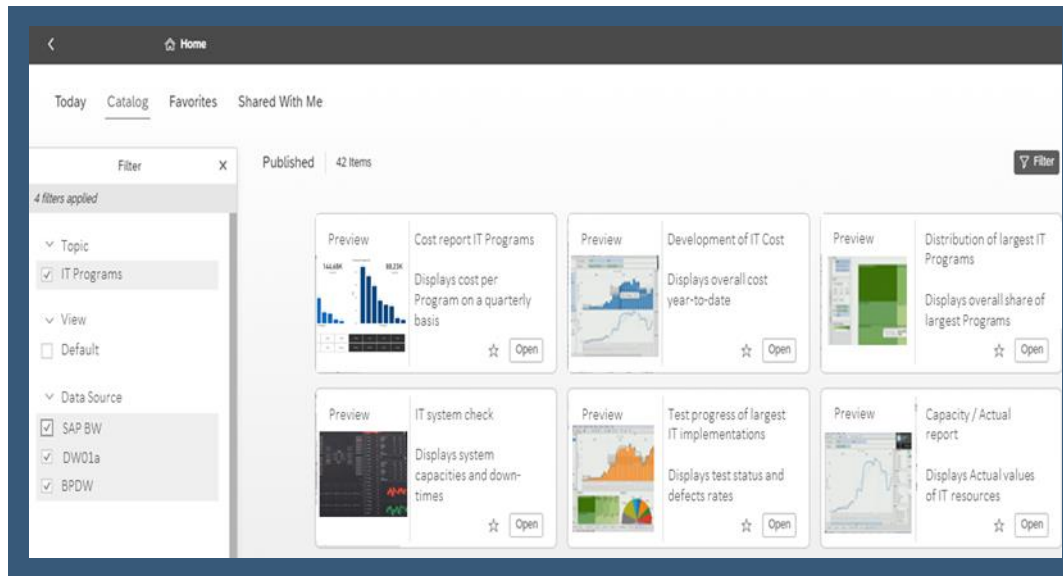 Home
Today Catalog Favorites Shared With Me
Filter X
4 filters applied
Topic
IT Programs
View
Default
Data Source
SAP BW
DW01a
BPDW
Published 42 Items
Filter
Preview
Cost report IT Programs
Displays cost per
Program on a quarterly
basis
144.68K
88.23K
Open
Preview
Development of IT Cost
Displays overall cost
year-to-date
Open
Preview
Distribution of largest IT
Programs
Displays overall share of
largest Programs
Open
Preview
IT system check
Displays system
capacities and down-
times
Open
Preview
Test progress of largest
IT implementations
Displays test status and
defects rates
Open
Preview
Capacity / Actual
report
Displays Actual values
of IT resources
Open